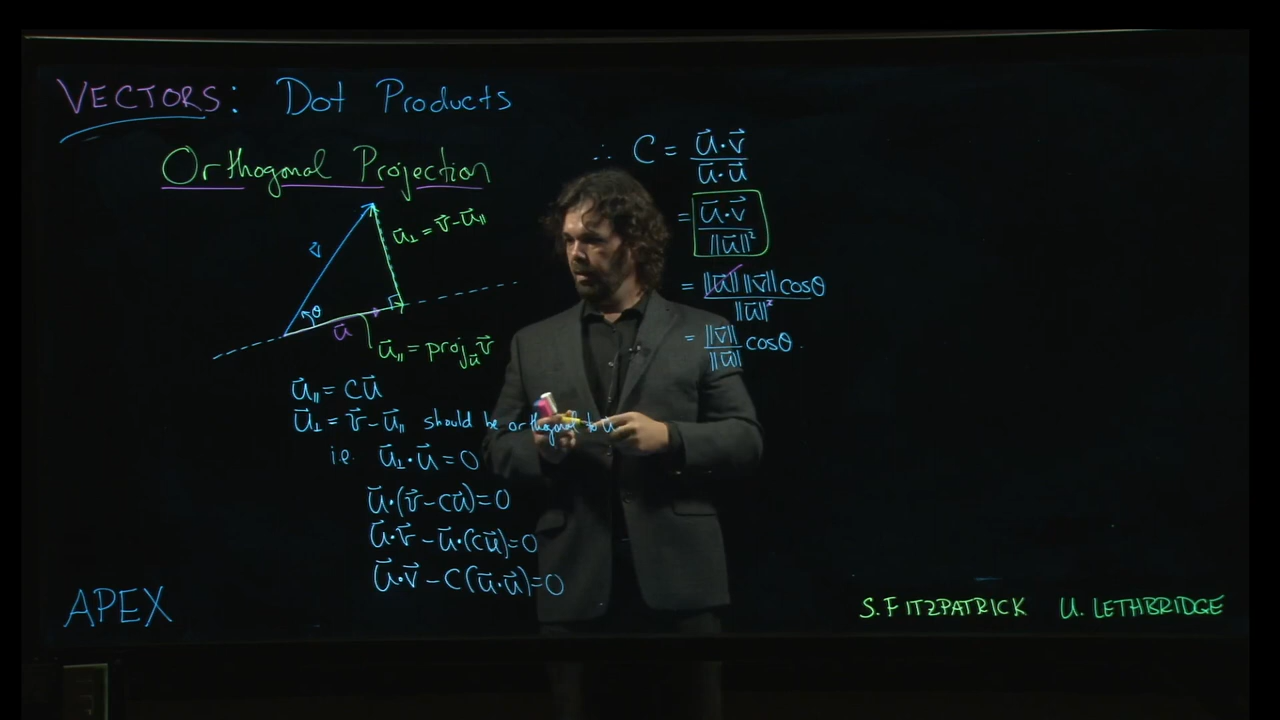 VECTORS: Dot Products
Orthogonal Projection
v⃗
θ
u⃗
u⃗⊥ = v⃗ - u⃗∥
u⃗∥ = proj_u⃗ v⃗
u⃗∥ = cu⃗
u⃗⊥ = v⃗ - u⃗∥ should be orthogonal to u
i.e. u⃗⊥·u⃗ = 0
u⃗·(v⃗ - cu⃗) = 0
u⃗·v⃗ - u⃗·(cu⃗) = 0
u⃗·v⃗ - c(u⃗·u⃗) = 0
∴ c = u⃗·v⃗ / u⃗·u⃗
= u⃗·v⃗ / ||u⃗||²
= ||u⃗|| ||v⃗|| cosθ / ||u⃗||²
= ||v⃗|| / ||u⃗|| cosθ.
APEX
S. FITZPATRICK U. LETHBRIDGE